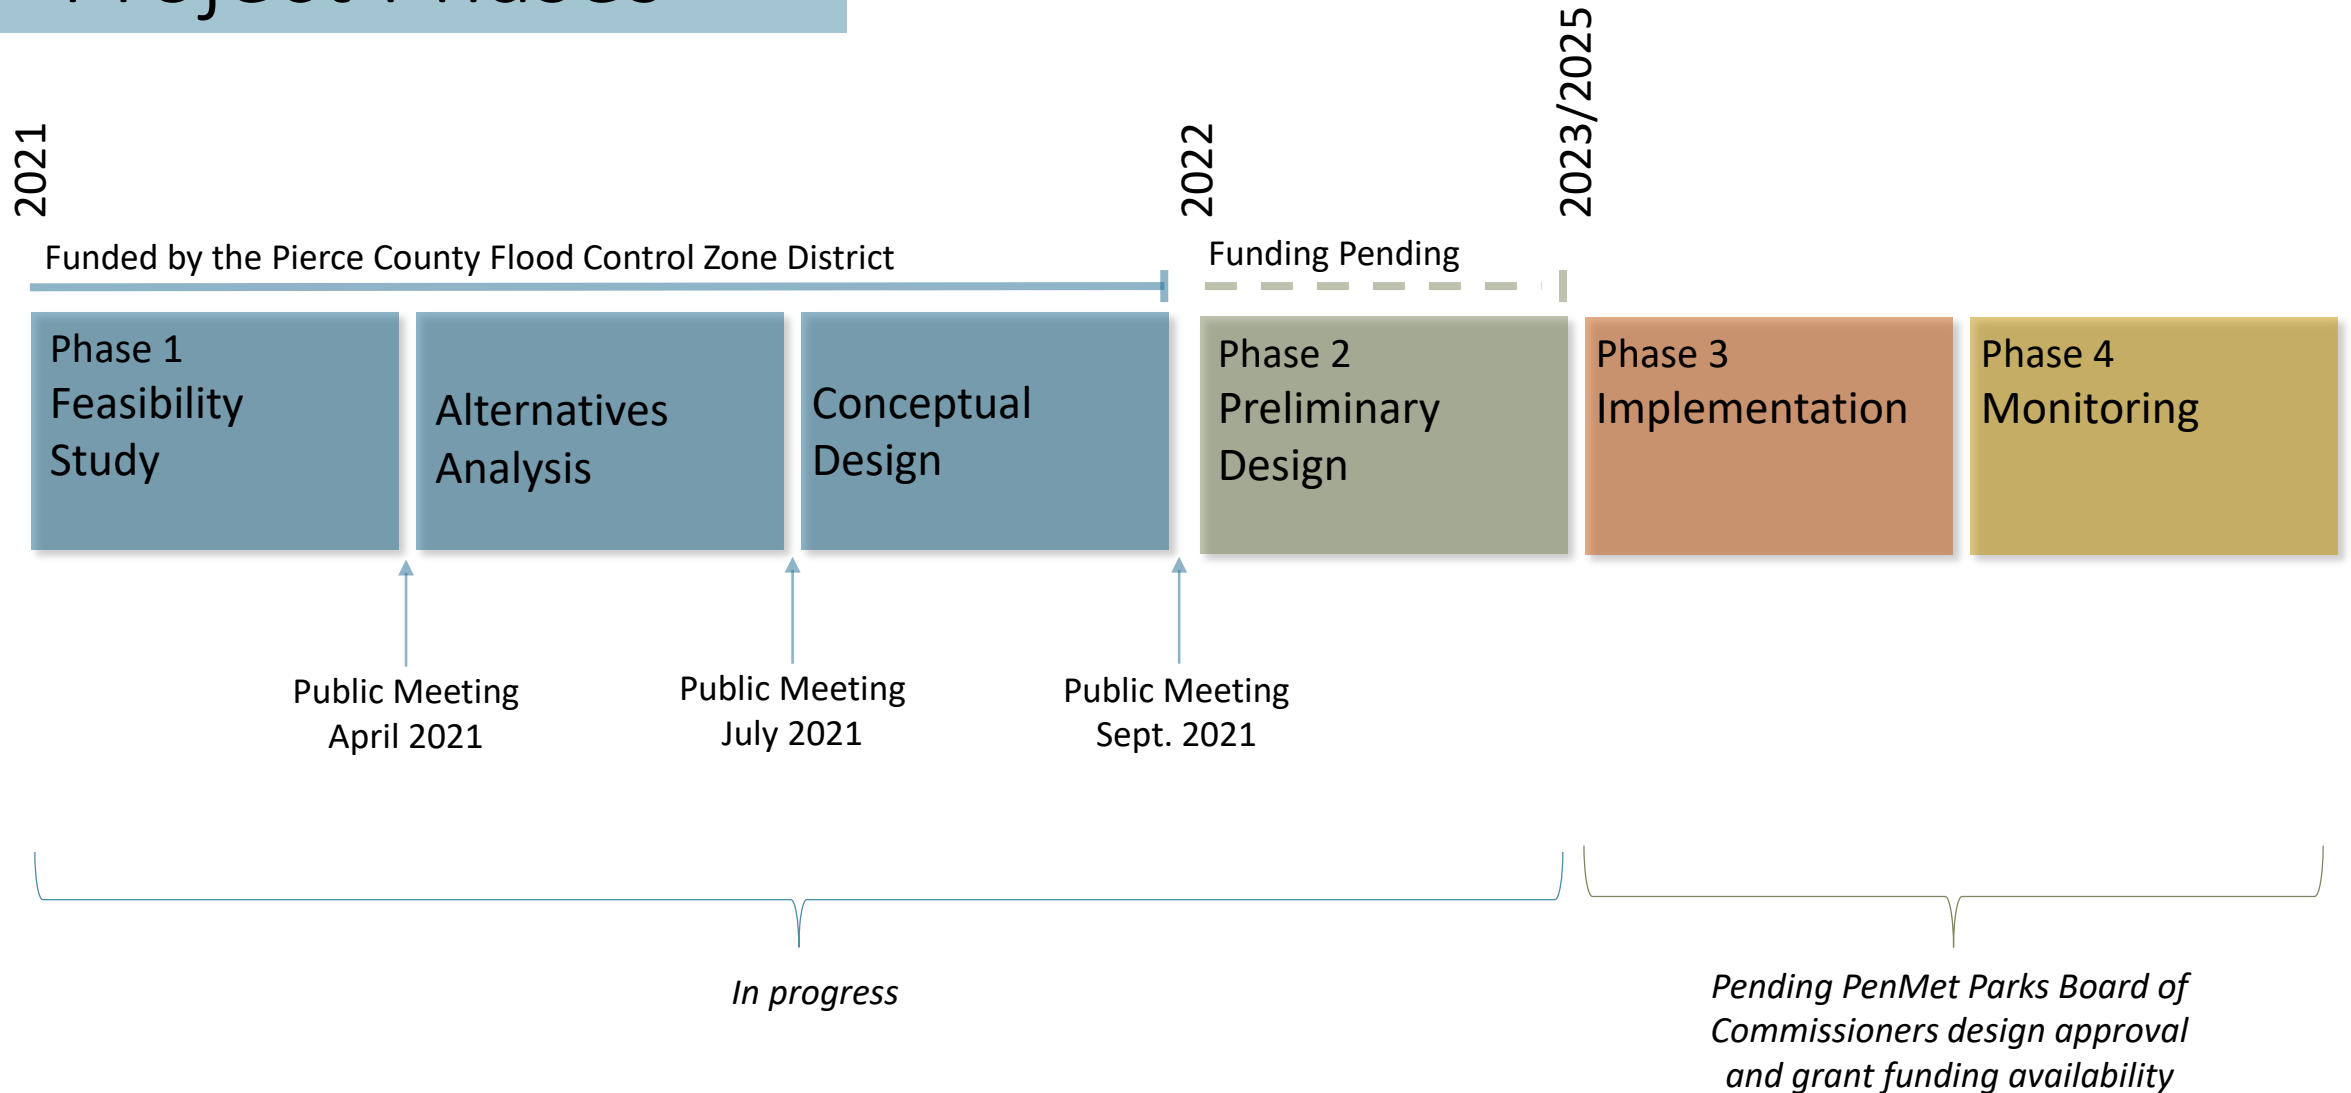 Project Phases
2021
2022
2023/2025
Funded by the Pierce County Flood Control Zone District
Funding Pending
Phase 1
Feasibility
Study
Alternatives
Analysis
Conceptual
Design
Phase 2
Preliminary
Design
Phase 3
Implementation
Phase 4
Monitoring
Public Meeting
April 2021
Public Meeting
July 2021
Public Meeting
Sept. 2021
In progress
Pending PenMet Parks Board of
Commissioners design approval
and grant funding availability